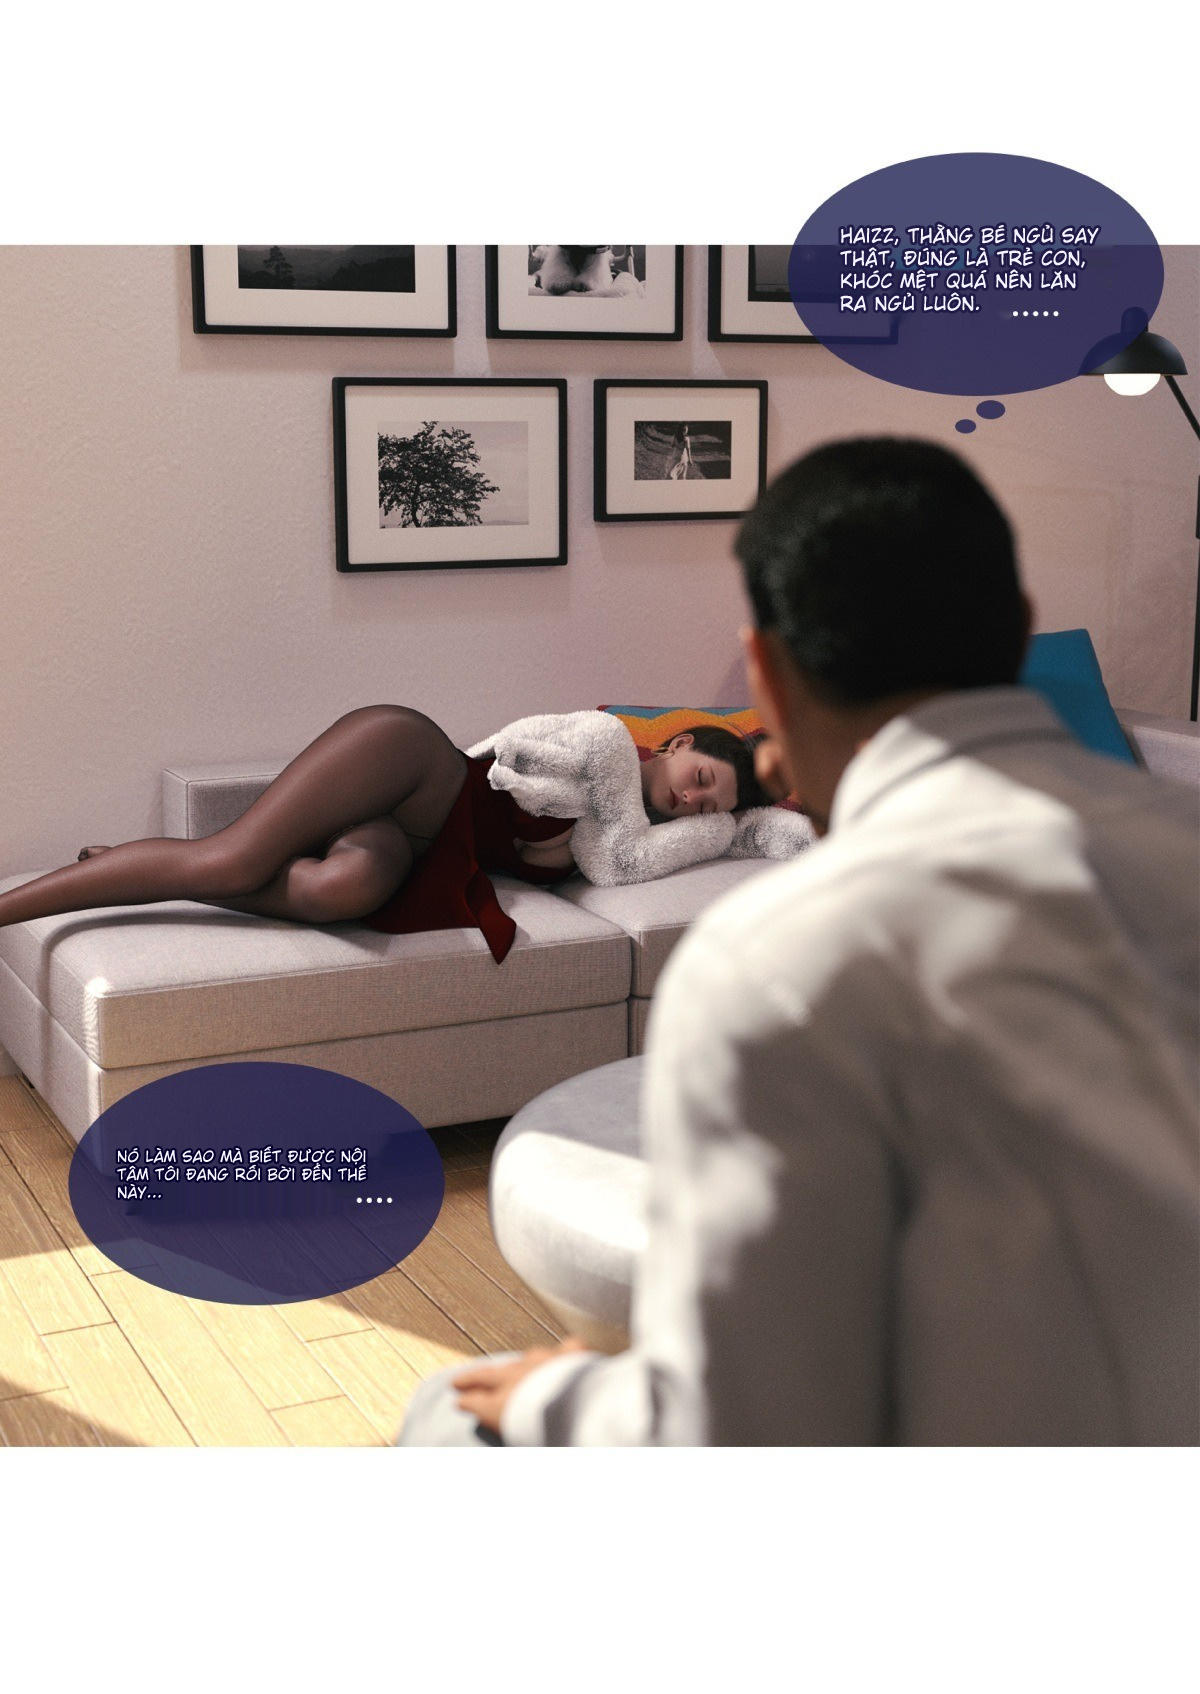 HAIZZ, THẰNG BÉ NGỦ SAY
THẬT, ĐÚNG LÀ TRẺ CON,
KHÓC MỆT QUÁ NÊN LĂN
RA NGỦ LUÔN. .....
NÓ LÀM SAO MÀ BIẾT ĐƯỢC NỘI
TÂM TÔI ĐANG RỐI BỜI ĐẾN THẾ
NÀY... ....